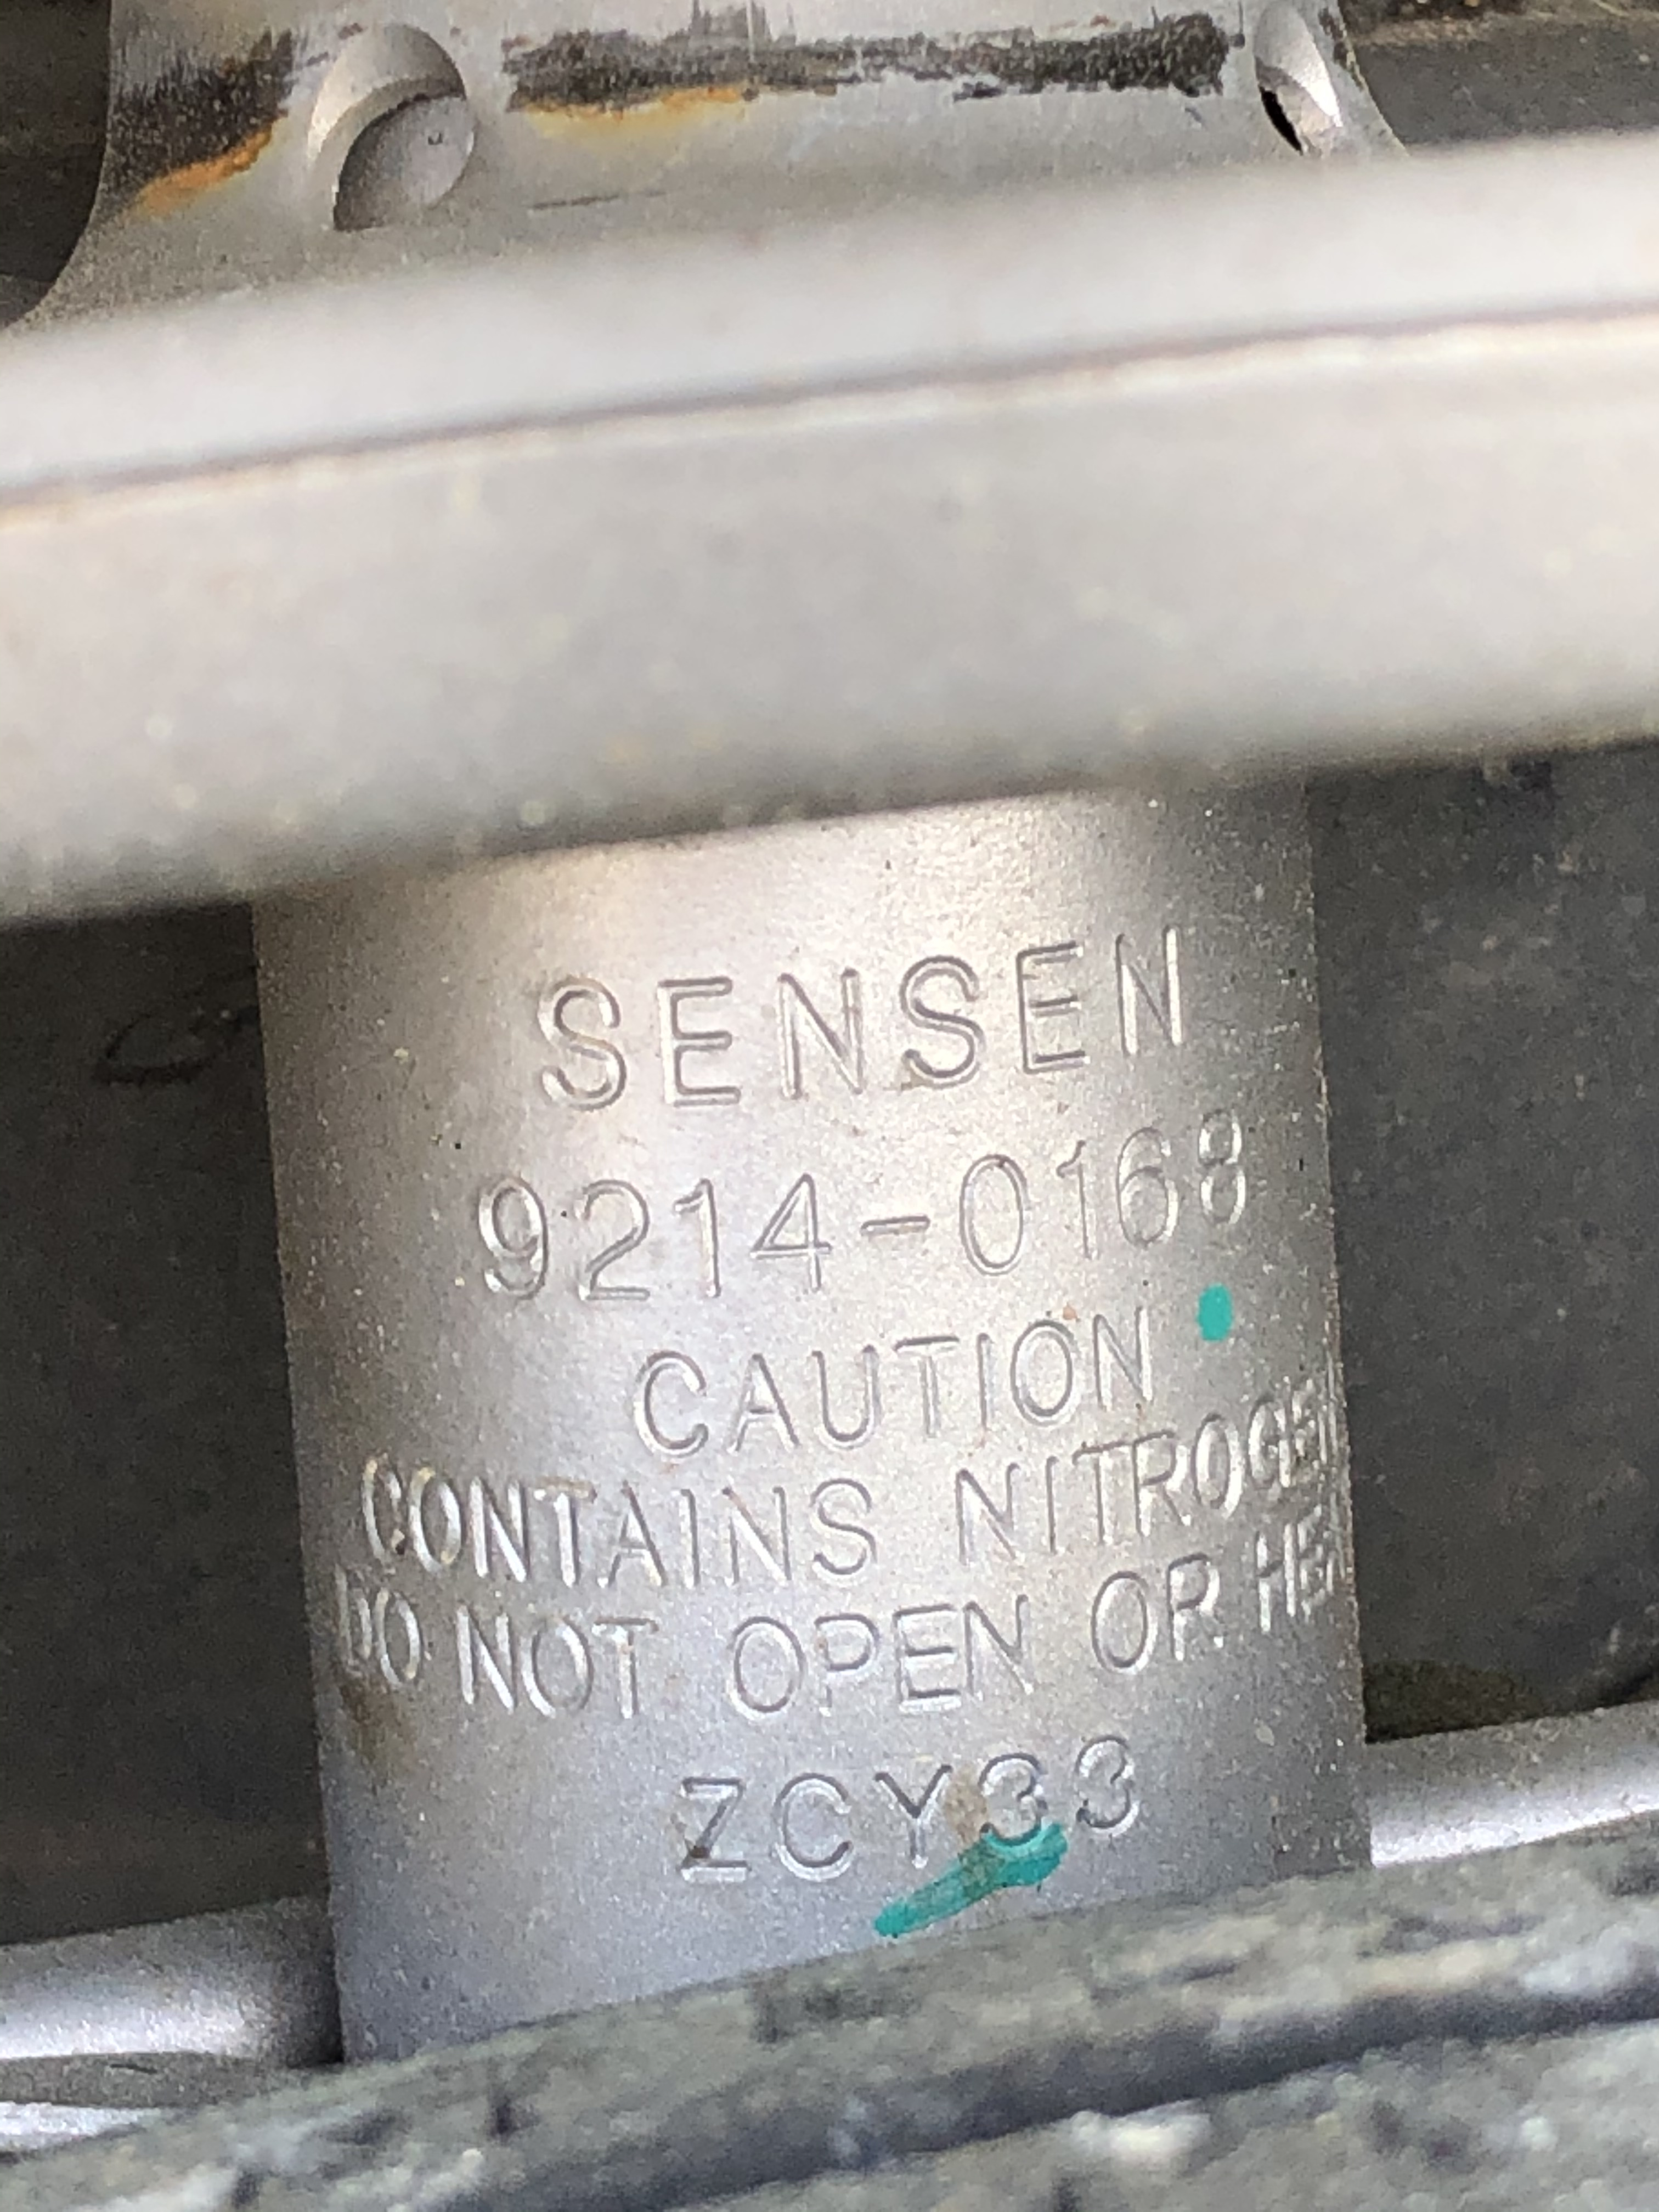 SENSEN
9214-0168
CAUTION
CONTAINS NITROGEN
DO NOT OPEN OR
ZCY33